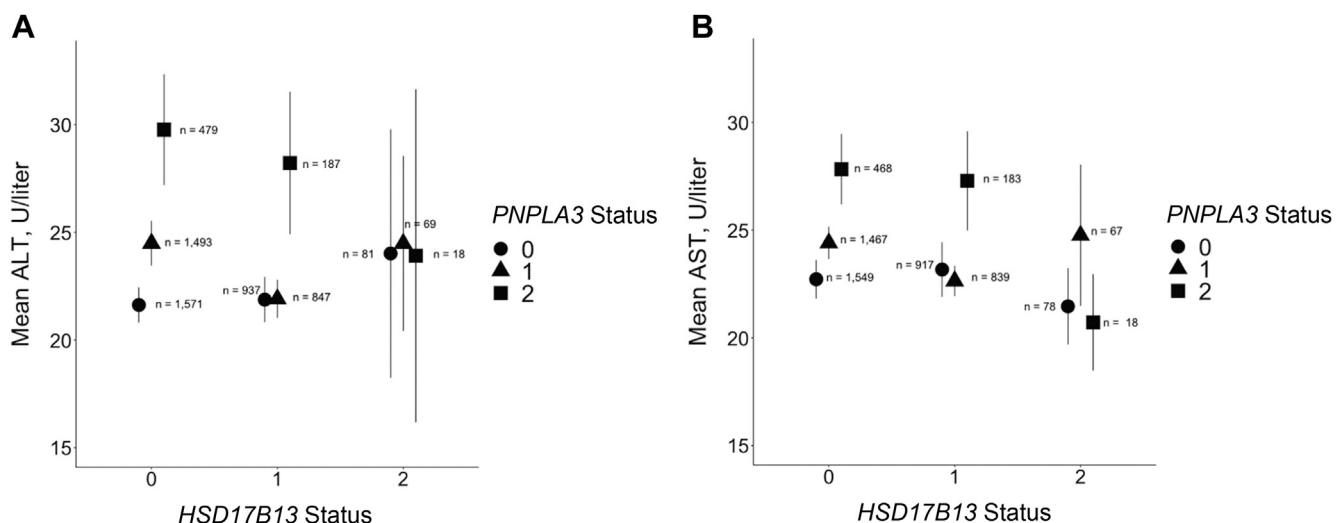 A
Mean ALT, U/liter
30
25
20
15
n = 479
n = 1,493
n = 1,571
n = 187
n = 937
n = 847
n = 69
n = 81
n = 18
0
1
2
HSD17B13 Status
PNPLA3 Status
0
1
2
B
Mean AST, U/liter
30
25
20
15
n = 468
n = 1,467
n = 1,549
n = 183
n = 917
n = 839
n = 67
n = 78
n = 18
0
1
2
HSD17B13 Status
PNPLA3 Status
0
1
2